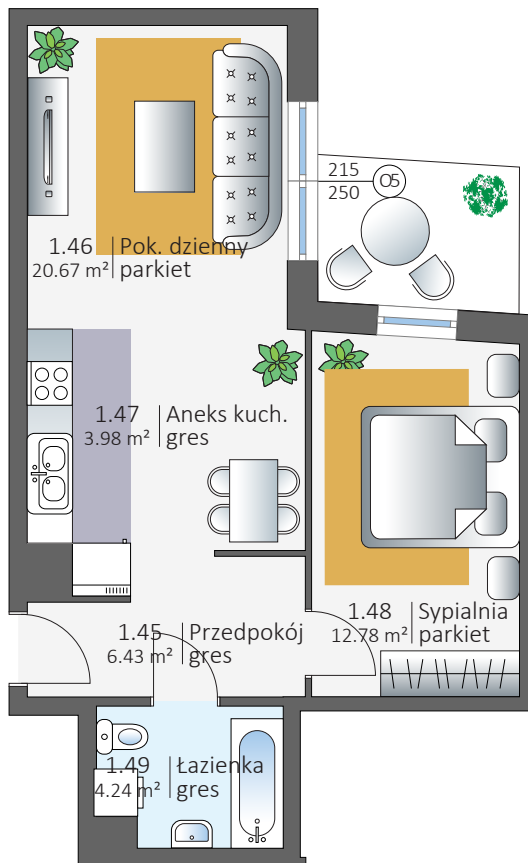 215
250
O5
1.46 Pok. dzienny
20.67 m² parkiet
1.47 Aneks kuch.
3.98 m² gres
1.48 Sypialnia
12.78 m² parkiet
1.45 Przedpokój
6.43 m² gres
1.49 Łazienka
4.24 m² gres